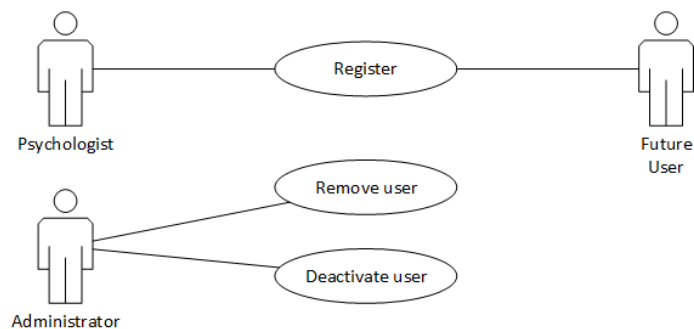 Register
Psychologist
Future
User
Remove user
Deactivate user
Administrator